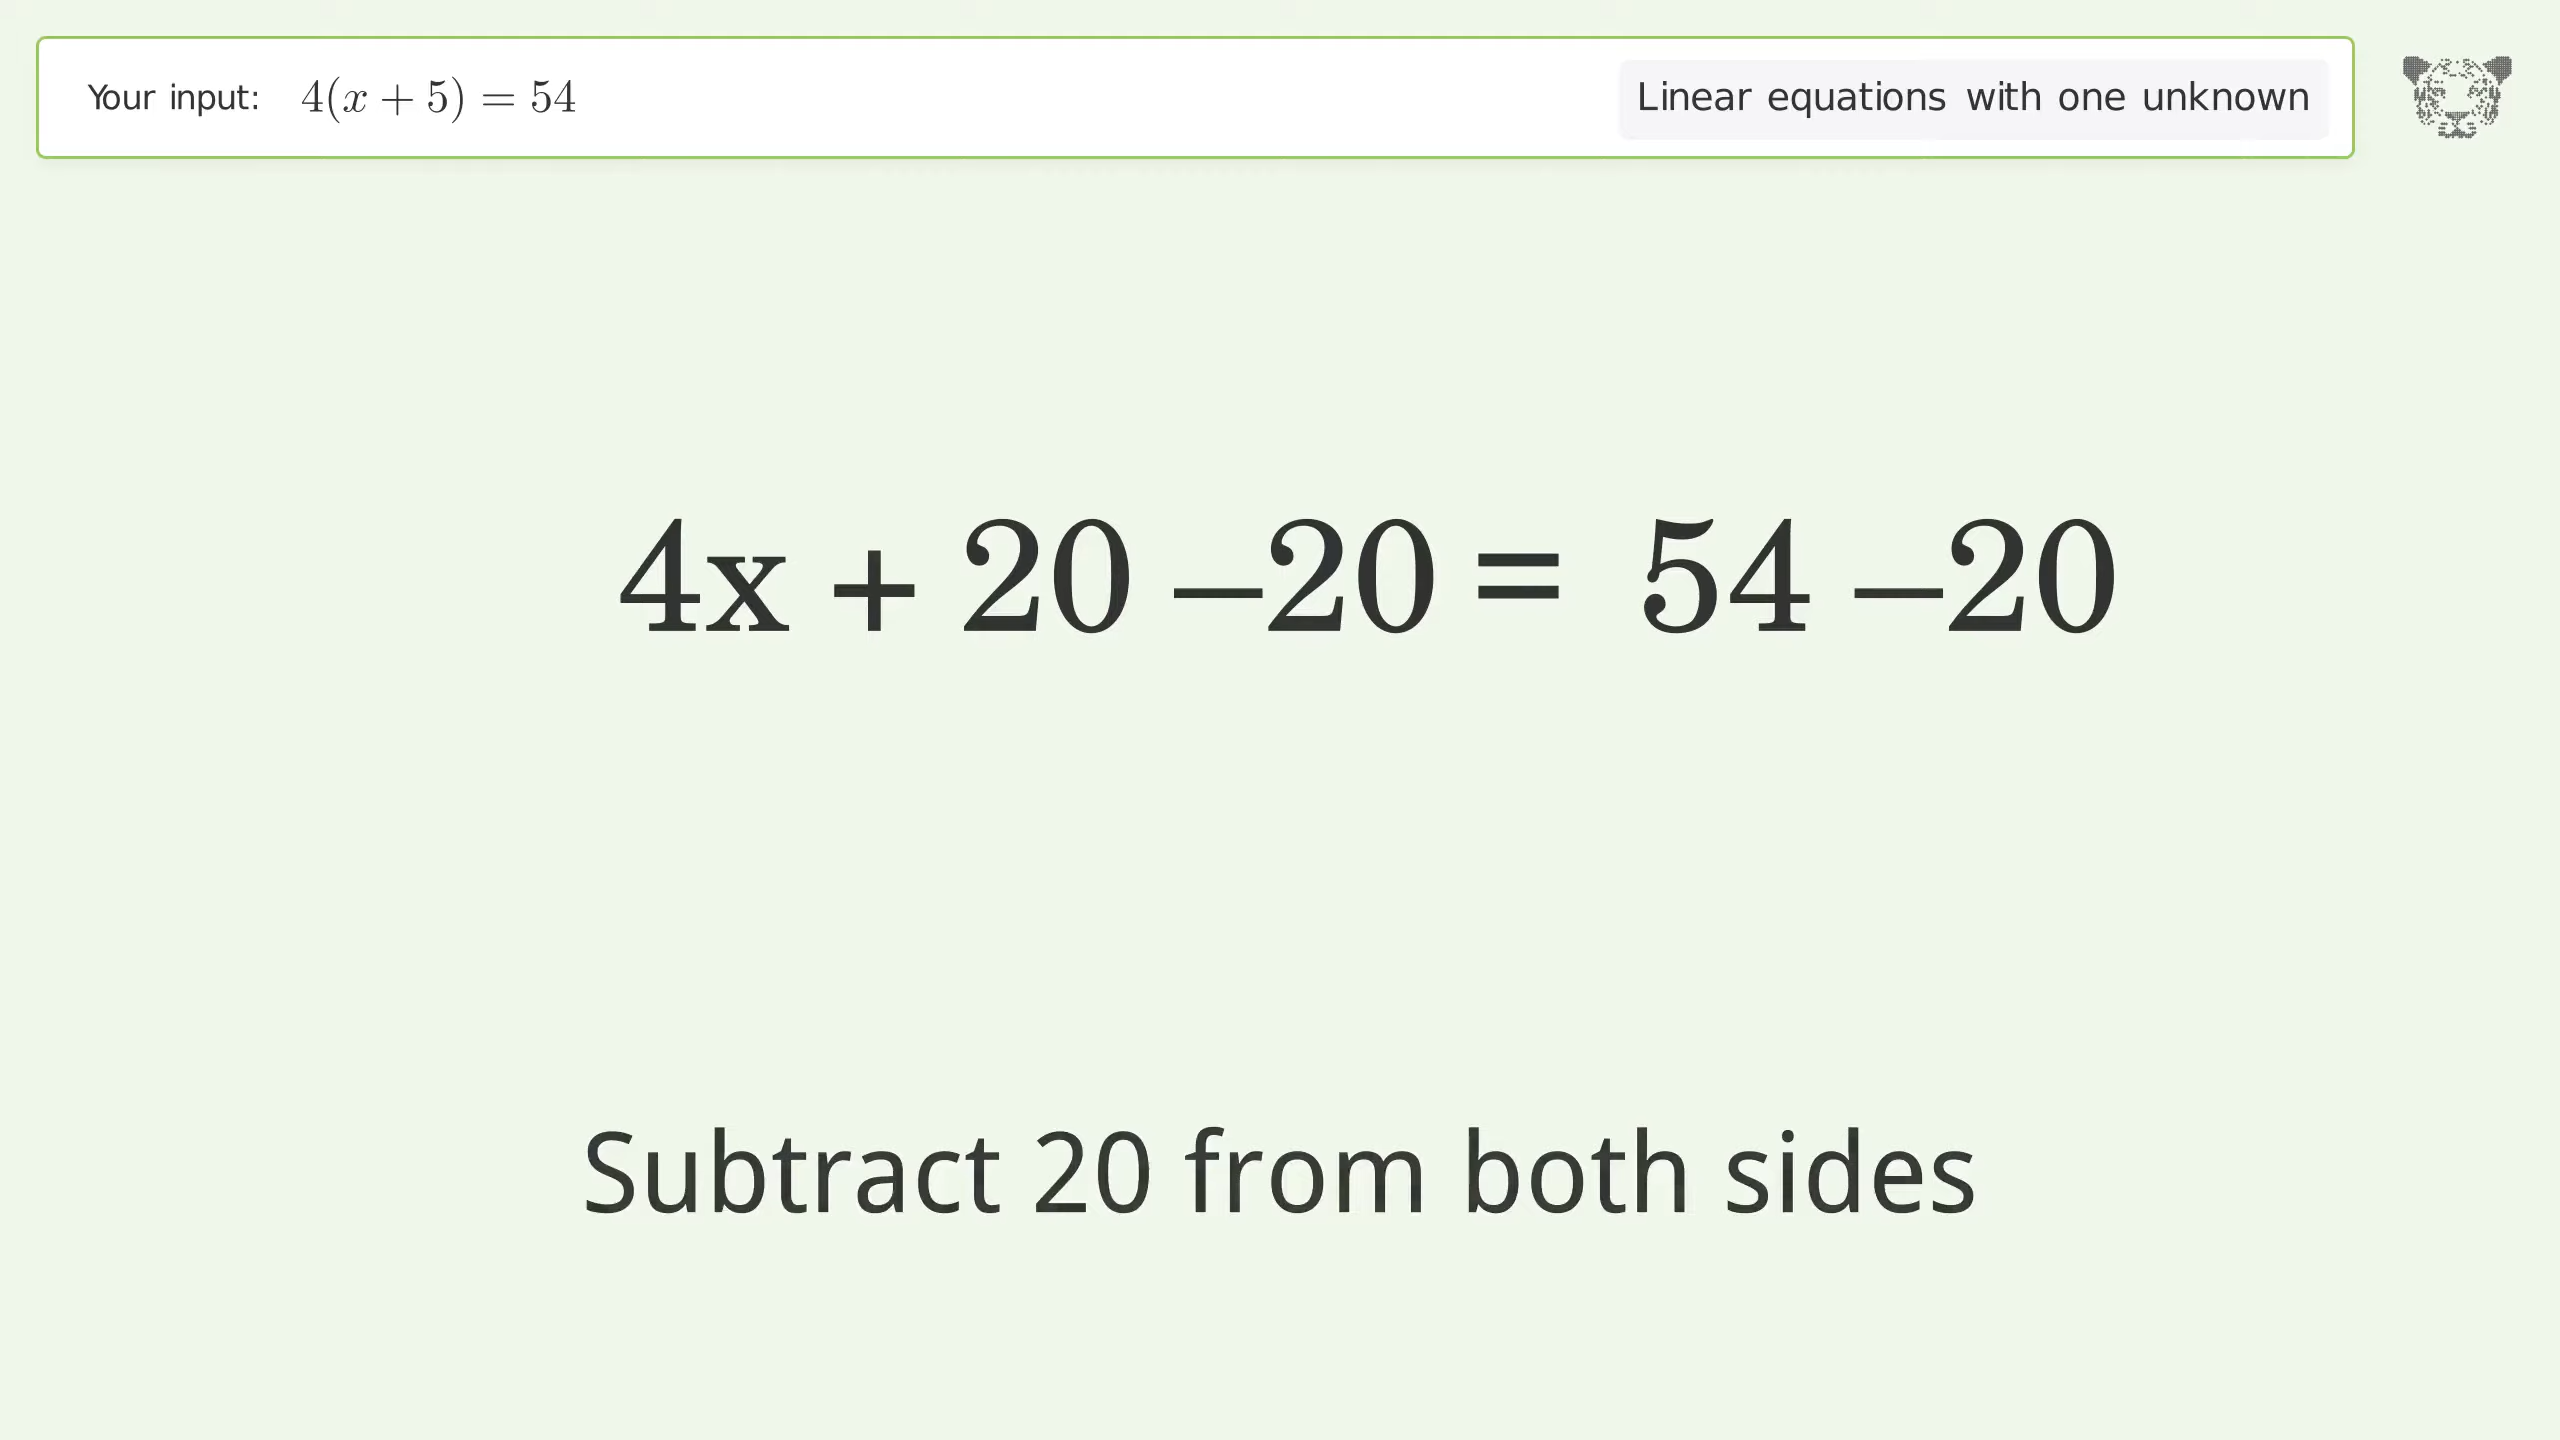 Your input: 4(x + 5) = 54
Linear equations with one unknown
4x + 20 –20 = 54 –20
Subtract 20 from both sides